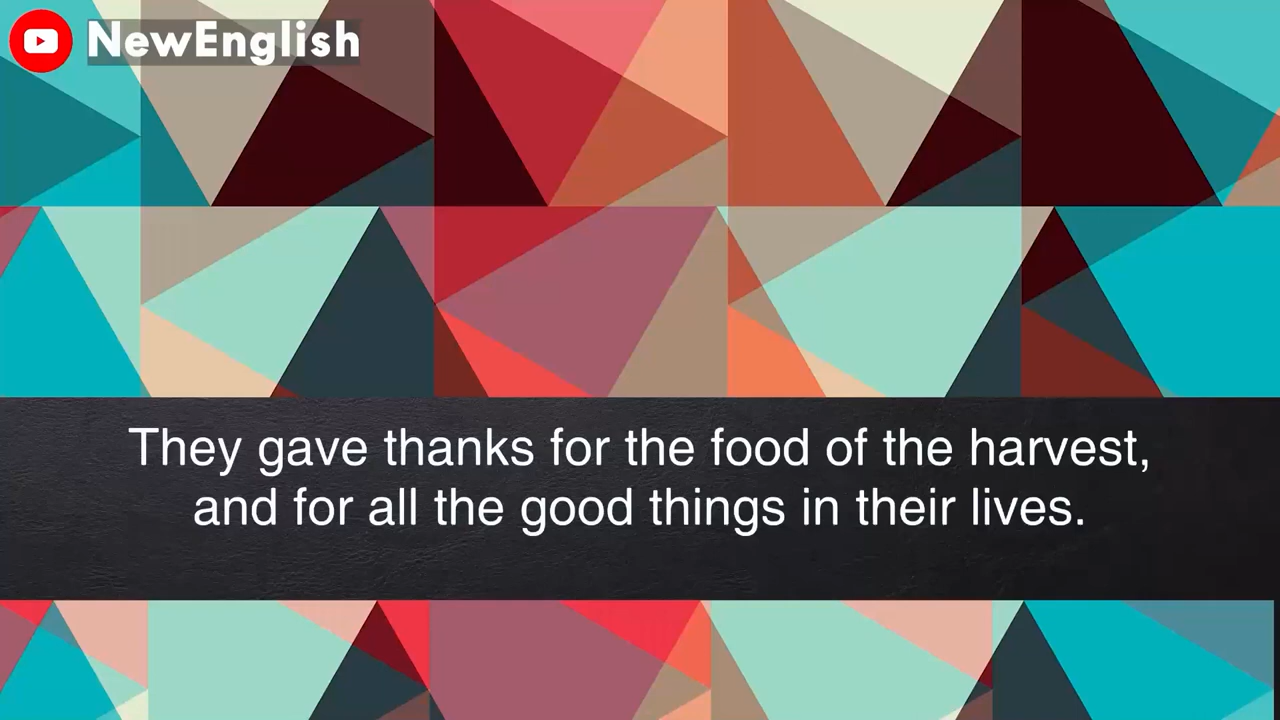 NewEnglish
They gave thanks for the food of the harvest,
and for all the good things in their lives.